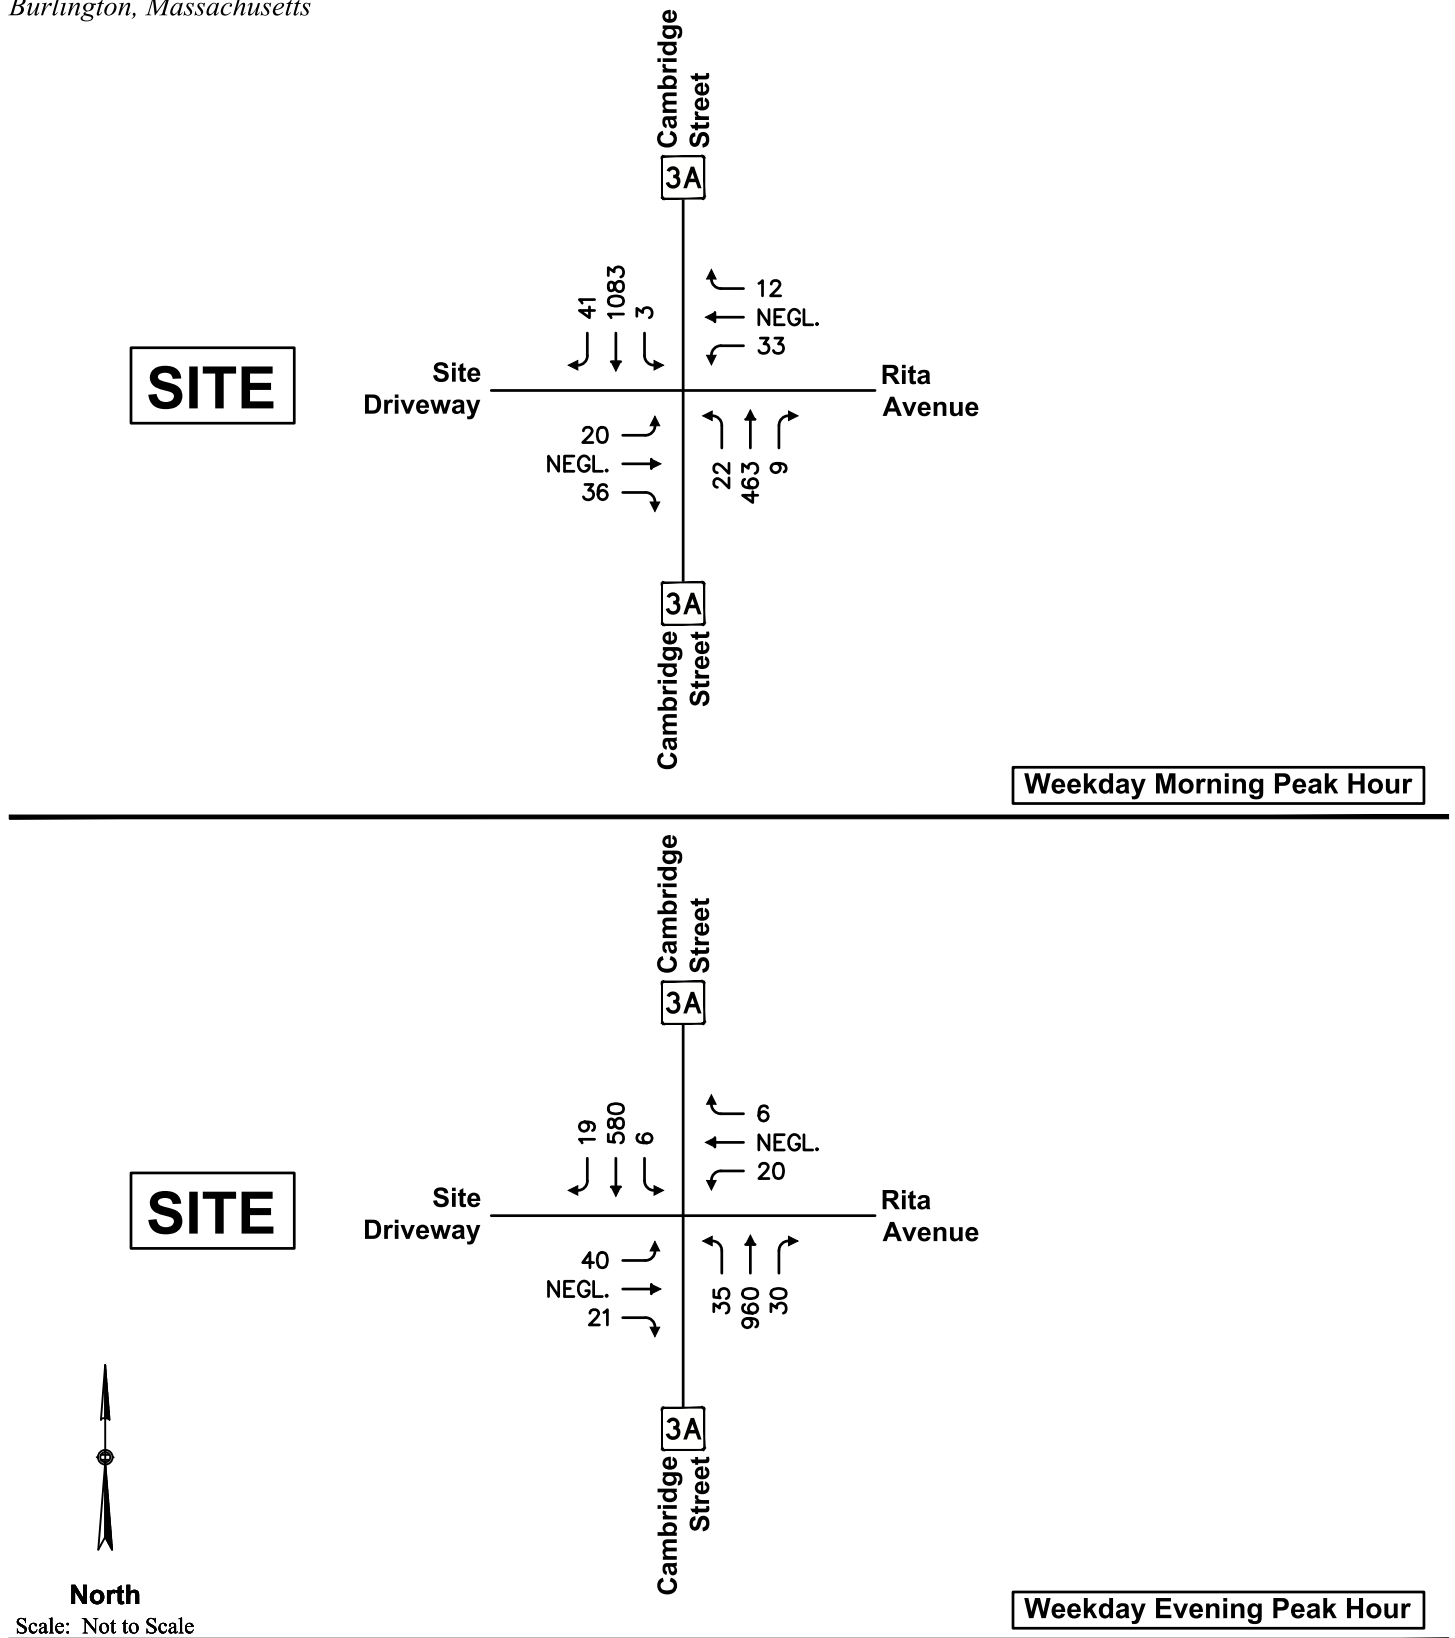 Burlington, Massachusetts
Cambridge
Street
3A
41
1083
3
12
NEGL.
33
SITE
Site
Driveway
Rita
Avenue
20
NEGL.
36
22
463
9
3A
Cambridge
Street
Weekday Morning Peak Hour
Cambridge
Street
3A
19
580
6
6
NEGL.
20
SITE
Site
Driveway
Rita
Avenue
40
NEGL.
21
35
960
30
3A
Cambridge
Street
North
Scale: Not to Scale
Weekday Evening Peak Hour